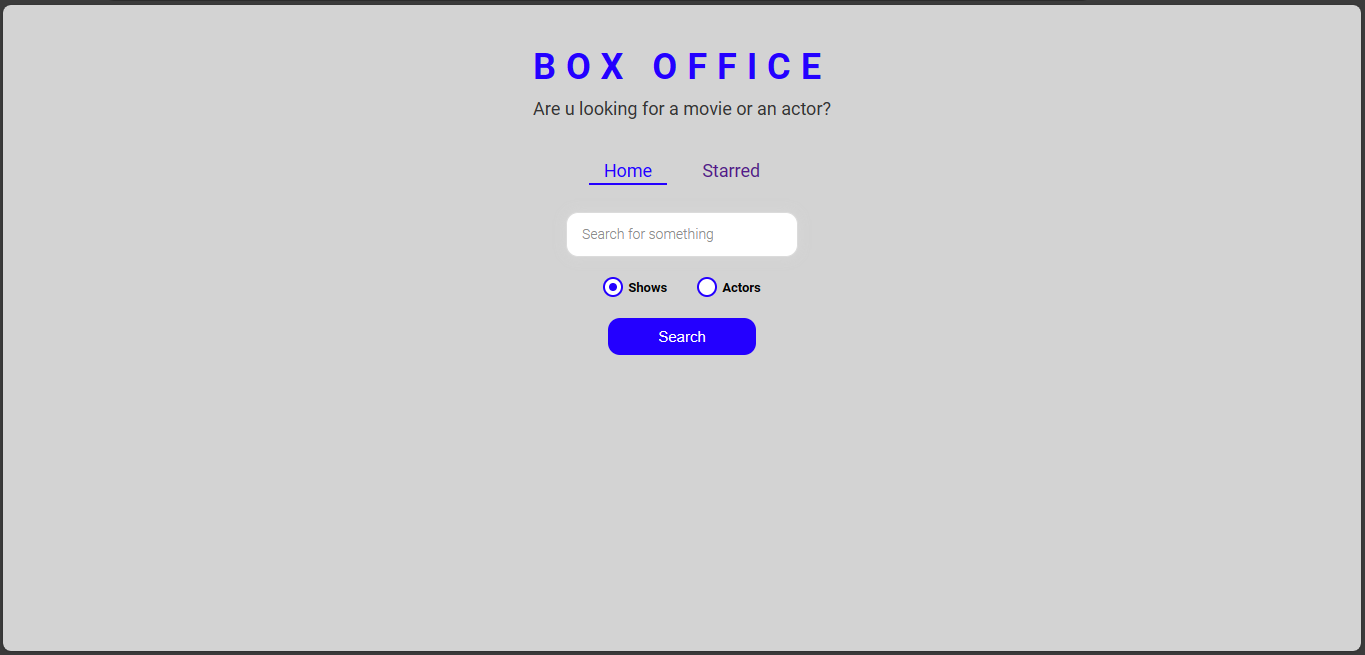 BOX OFFICE
Are u looking for a movie or an actor?
Home Starred
Search for something
Shows Actors
Search